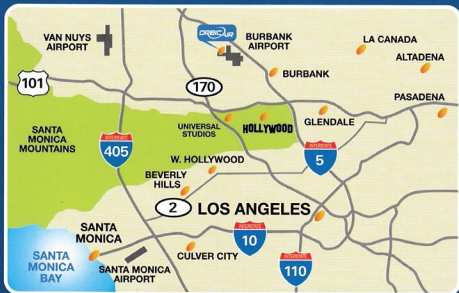 VAN NUYS
AIRPORT
ORBIC AIR
BURBANK
AIRPORT
LA CANADA
ALTADENA
BURBANK
101
170
PASADENA
UNIVERSAL
STUDIOS
HOLLYWOOD
GLENDALE
SANTA
MONICA
MOUNTAINS
INTERSTATE
405
INTERSTATE
5
W. HOLLYWOOD
BEVERLY
HILLS
2
LOS ANGELES
SANTA
MONICA
INTERSTATE
10
SANTA
MONICA
BAY
SANTA MONICA
AIRPORT
CULVER CITY
INTERSTATE
110